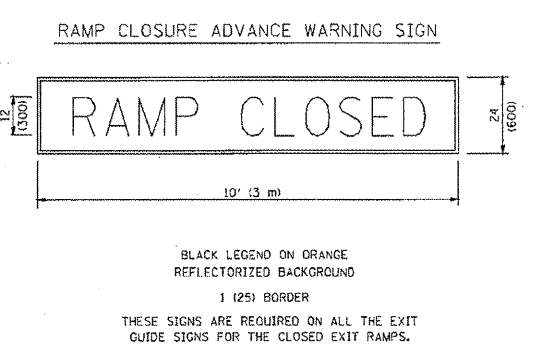 RAMP CLOSURE ADVANCE WARNING SIGN
12
(300)
RAMP CLOSED
24
(600)
10' (3 m)
BLACK LEGEND ON ORANGE
REFLECTORIZED BACKGROUND
1 (25) BORDER
THESE SIGNS ARE REQUIRED ON ALL THE EXIT
GUIDE SIGNS FOR THE CLOSED EXIT RAMPS.